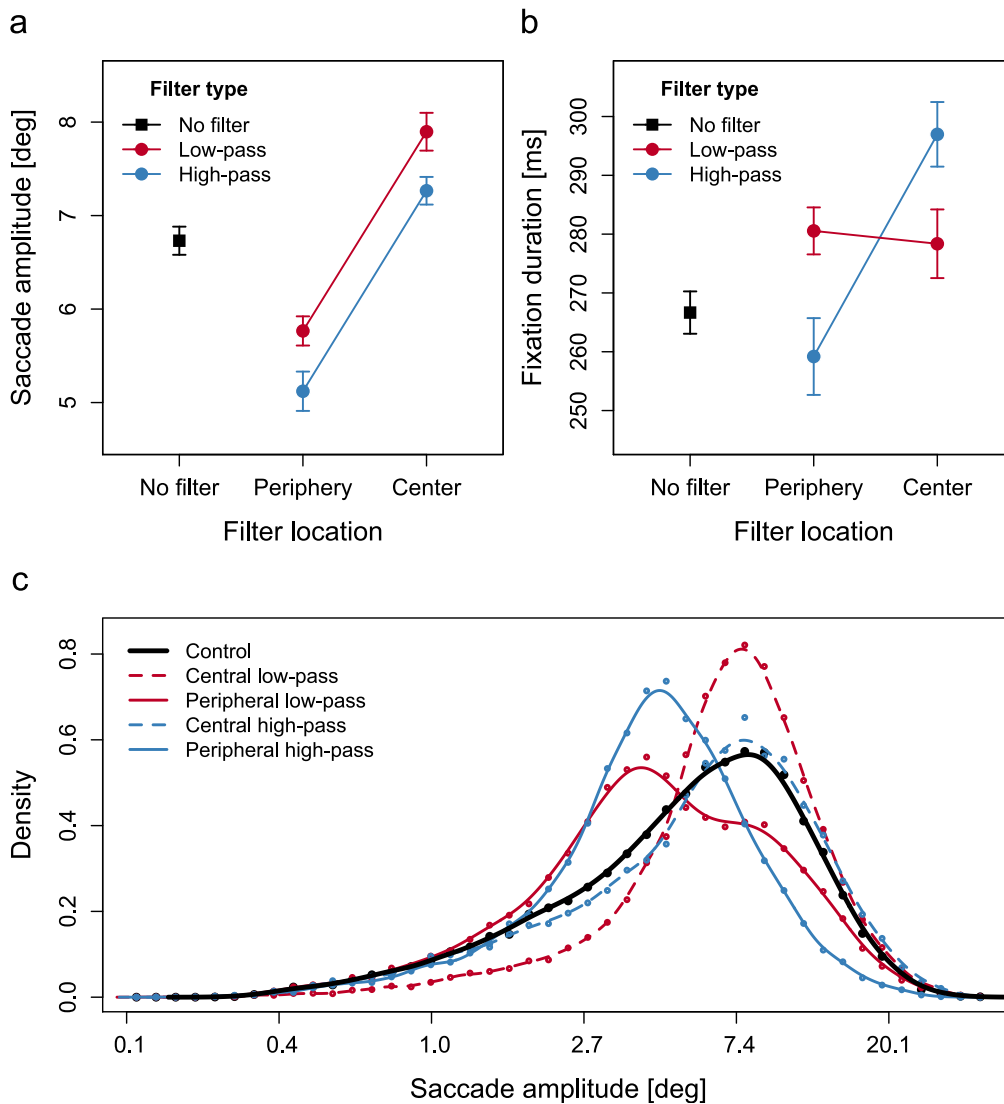 a
Filter type
No filter
Low-pass
High-pass
Saccade amplitude [deg]
8
7
6
5
No filter Periphery Center
Filter location
b
Filter type
No filter
Low-pass
High-pass
Fixation duration [ms]
300
290
280
270
260
250
No filter Periphery Center
Filter location
c
Control
Central low-pass
Peripheral low-pass
Central high-pass
Peripheral high-pass
Density
0.8
0.6
0.4
0.2
0.0
0.1 0.4 1.0 2.7 7.4 20.1
Saccade amplitude [deg]